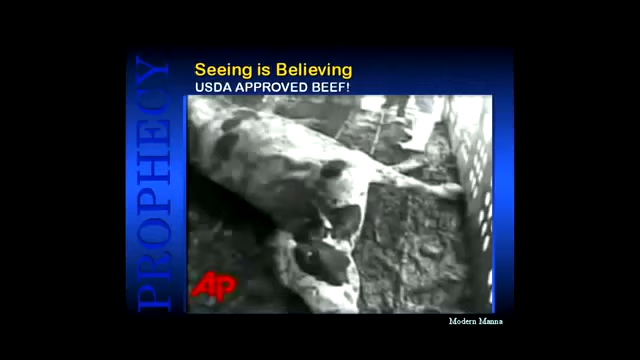 Seeing is Believing
USDA APPROVED BEEF!
PROPHECY
AP
Modern Manna